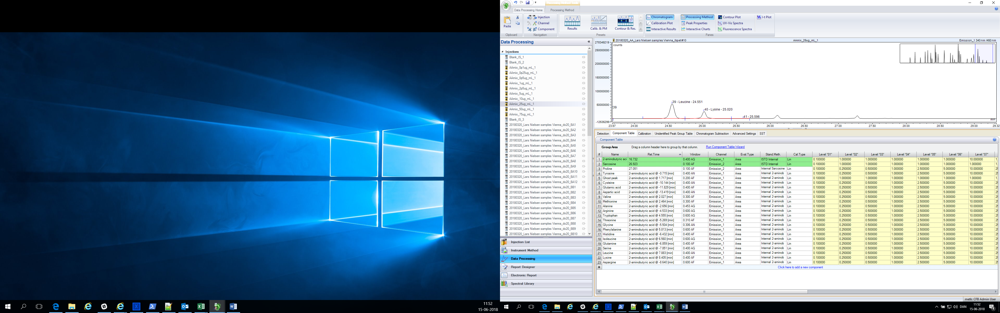 Data Processing Home Processing Method
Paste
Clipboard
Injection
Channel
Component
Navigation
Results
Calib. & PM
Contour & Res.
Presets
Chromatogram Processing Method Contour Plot I-t Plot
Calibration Plot Peak Properties UV-Vis Spectra
Interactive Results Interactive Charts Fluorescence Spectra
Panes
Data Processing
Injections
Blank_IS_1
Blank_IS_2
AAmix_0p1ug_mL_1
AAmix_0p25ug_mL_1
AAmix_0p5ug_mL_1
AAmix_1ug_mL_1
AAmix_2p5ug_mL_1
AAmix_5ug_mL_1
AAmix_10ug_mL_1
AAmix_25ug_mL_1
AAmix_50ug_mL_1
AAmix_75ug_mL_1
Blank_IS_3
20180320_Lars Nielsen samples Vienna_dx20_BA1
20180320_Lars Nielsen samples Vienna_dx20_BA2
20180320_Lars Nielsen samples Vienna_dx20_BA3
20180320_Lars Nielsen samples Vienna_dx20_BA4
20180320_Lars Nielsen samples Vienna_dx20_BA5
20180320_Lars Nielsen samples Vienna_dx20_BA6
20180320_Lars Nielsen samples Vienna_dx20_BA7
20180320_Lars Nielsen samples Vienna_dx20_BA8
20180320_Lars Nielsen samples Vienna_dx20_BA9
20180320_Lars Nielsen samples Vienna_dx20_BA10
20180320_Lars Nielsen samples Vienna_dx20_BA11
20180320_Lars Nielsen samples Vienna_dx20_BA12
20180320_Lars Nielsen samples Vienna_dx20_BB1
20180320_Lars Nielsen samples Vienna_dx20_BB2
20180320_Lars Nielsen samples Vienna_dx20_BB3
20180320_Lars Nielsen samples Vienna_dx20_BB4
20180320_Lars Nielsen samples Vienna_dx20_BB5
20180320_Lars Nielsen samples Vienna_dx20_BB6
20180320_Lars Nielsen samples Vienna_dx20_BB7
20180320_Lars Nielsen samples Vienna_dx20_BB8
20180320_Lars Nielsen samples Vienna_dx20_BB9
20180320_Lars Nielsen samples Vienna_dx20_BB10
Injection List
Instrument Method
Data Processing
Report Designer
Electronic Report
Spectral Library
20180320_AA_Lars Nielsen samples Vienna_lbpet #10 AAmix_25ug_mL_1 Emission_1 340 nm /450 nm
278349219
counts
250000000
200000000
150000000
100000000
50000000
-12535299
39
39 - Leucine - 24.551
40 - Lysine - 25.020
41 - 25.596
min
23.67 24.00 24.50 25.00 25.50 26.00 26.50 27.00 27.50 28.00 28.50 29.00 29.32
Detection Component Table Calibration Unidentified Peak Group Table Chromatogram Subtraction Advanced Settings SST
Component Table
Group Area Drag a column header here to group by that column. Run Component Table Wizard
# Name Ret.Time Window Channel Eval.Type Stand.Meth. Cal.Type Level "01" Level "02" Level "03" Level "04" Level "05" Level "06" Level "07"
1 2-aminobutyric aci 16.732 0.400 AG Emission_1 Area ISTD Internal Lin 0.100000 1.000000 1.000000 1.000000 1.000000 1.000000 10.000000 1.
2 Sarcosine 26.923 0.100 AF Emission_2 Area ISTD Internal Lin 0.100000 1.000000 1.000000 1.000000 1.000000 1.000000 1.000000 1.
3 Proline 27.051 0.100 AF Emission_2 Area Internal Sarcosine Lin 0.100000 0.250000 0.500000 1.000000 2.500000 5.000000 10.000000 25
4 Tyrosine 2-aminobutyric acid @ -0.715 [min] 0.400 AN Emission_1 Area Internal 2-aminob Lin 0.100000 0.250000 0.500000 1.000000 2.500000 5.000000 10.000000 25
5 Ghost peak 2-aminobutyric acid @ 1.717 [min] 0.200 AF Emission_1 Area Internal 2-aminob Lin 0.100000 1.000000 1.000000 1.000000 1.000000 1.000000 1.000000 1.
6 Cysteine 2-aminobutyric acid @ -10.144 [min] 0.400 AN Emission_1 Area Internal 2-aminob Lin 0.100000 0.250000 0.500000 1.000000 2.500000 5.000000 10.000000 25
7 Glutamic acid 2-aminobutyric acid @ -11.829 [min] 0.400 AF Emission_1 Area Internal 2-aminob Lin 0.100000 0.250000 0.500000 1.000000 2.500000 5.000000 10.000000 25
8 Aspartic acid 2-aminobutyric acid @ -13.419 [min] 0.400 AN Emission_1 Area Internal 2-aminob Lin 0.100000 0.250000 0.500000 1.000000 2.500000 5.000000 10.000000 25
9 Valine 2-aminobutyric acid @ 2.027 [min] 0.300 AF Emission_1 Area Internal 2-aminob Lin 0.100000 0.250000 0.500000 1.000000 2.500000 5.000000 10.000000 25
10 Methionine 2-aminobutyric acid @ 2.464 [min] 0.300 AF Emission_1 Area Internal 2-aminob Lin 0.100000 0.250000 0.500000 1.000000 2.500000 5.000000 10.000000 25
11 Alanine 2-aminobutyric acid @ -2.656 [min] 0.453 AG Emission_1 Area Internal 2-aminob Lin 0.100000 0.250000 0.500000 1.000000 2.500000 5.000000 10.000000 25
12 Arginine 2-aminobutyric acid @ -4.533 [min] 0.600 AG Emission_1 Area Internal 2-aminob Lin 0.100000 0.250000 0.500000 1.000000 2.500000 5.000000 10.000000 25
13 Tryptophan 2-aminobutyric acid @ 4.555 [min] 0.600 AG Emission_1 Area Internal 2-aminob Lin 0.100000 0.250000 0.500000 1.000000 2.500000 5.000000 10.000000 25
14 Threonine 2-aminobutyric acid @ -5.269 [min] 0.310 AF Emission_1 Area Internal 2-aminob Lin 0.100000 0.250000 0.500000 1.000000 2.500000 5.000000 10.000000 25
15 Glycine 2-aminobutyric acid @ -5.504 [min] 0.306 AN Emission_1 Area Internal 2-aminob Lin 0.100000 0.250000 0.500000 1.000000 2.500000 5.000000 10.000000 25
16 Phenylalanine 2-aminobutyric acid @ 5.813 [min] 0.600 AF Emission_1 Area Internal 2-aminob Lin 0.100000 0.250000 0.500000 1.000000 2.500000 5.000000 10.000000 25
17 Histidine 2-aminobutyric acid @ -6.432 [min] 0.400 AF Emission_1 Area Internal 2-aminob Lin 0.100000 0.250000 0.500000 1.000000 2.500000 5.000000 10.000000 25
18 Isoleucine 2-aminobutyric acid @ 6.560 [min] 0.600 AG Emission_1 Area Internal 2-aminob Lin 0.100000 0.250000 0.500000 1.000000 2.500000 5.000000 10.000000 25
19 Glutamine 2-aminobutyric acid @ -6.859 [min] 0.400 AF Emission_1 Area Internal 2-aminob Lin 0.100000 0.250000 0.500000 1.000000 2.500000 5.000000 10.000000 25
20 Serine 2-aminobutyric acid @ -7.851 [min] 0.400 AG Emission_1 Area Internal 2-aminob Lin 0.100000 0.250000 0.500000 1.000000 2.500000 5.000000 10.000000 25
21 Leucine 2-aminobutyric acid @ 7.883 [min] 0.400 AN Emission_1 Area Internal 2-aminob Lin 0.100000 0.250000 0.500000 1.000000 2.500000 5.000000 10.000000 25
22 Lysine 2-aminobutyric acid @ 8.405 [min] 0.400 AF Emission_1 Area Internal 2-aminob Lin 0.100000 0.250000 0.500000 1.000000 2.500000 5.000000 10.000000 25
23 Aspargine 2-aminobutyric acid @ -8.640 [min] 0.600 AF Emission_1 Area Internal 2-aminob Lin 0.100000 0.250000 0.500000 1.000000 2.500000 5.000000 10.000000 25
Click here to add a new component
metk: CFB Admin User
11:52
15-06-2018
DAN
11:52
15-06-2018
4